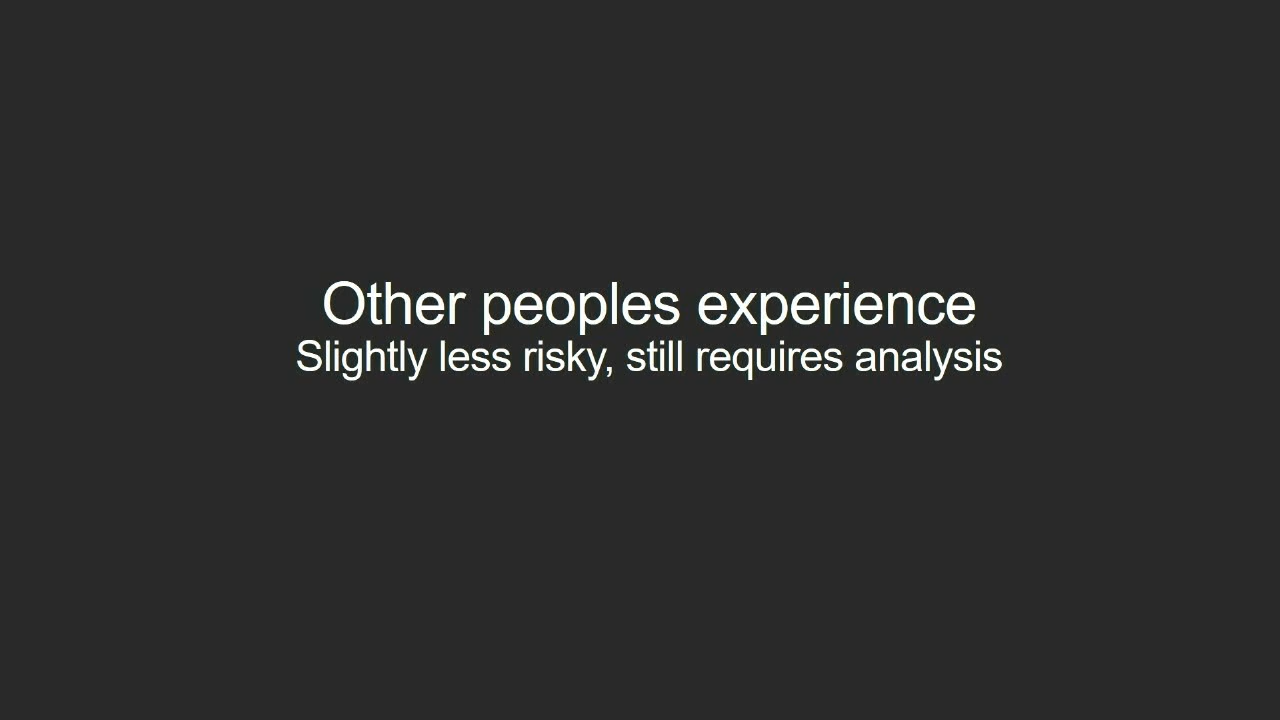 Other peoples experience
Slightly less risky, still requires analysis